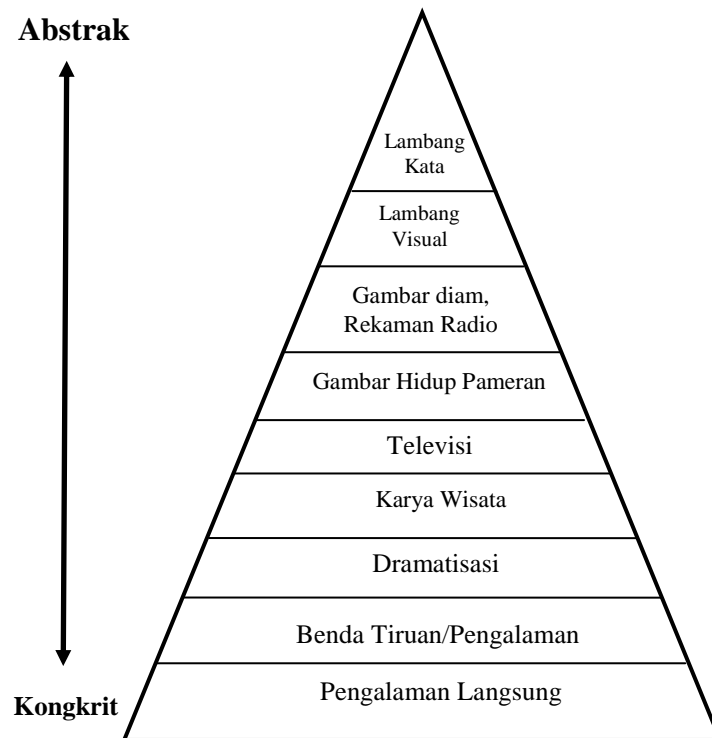 Abstrak
Lambang
Kata
Lambang
Visual
Gambar diam,
Rekaman Radio
Gambar Hidup Pameran
Televisi
Karya Wisata
Dramatisasi
Benda Tiruan/Pengalaman
Pengalaman Langsung
Kongkrit